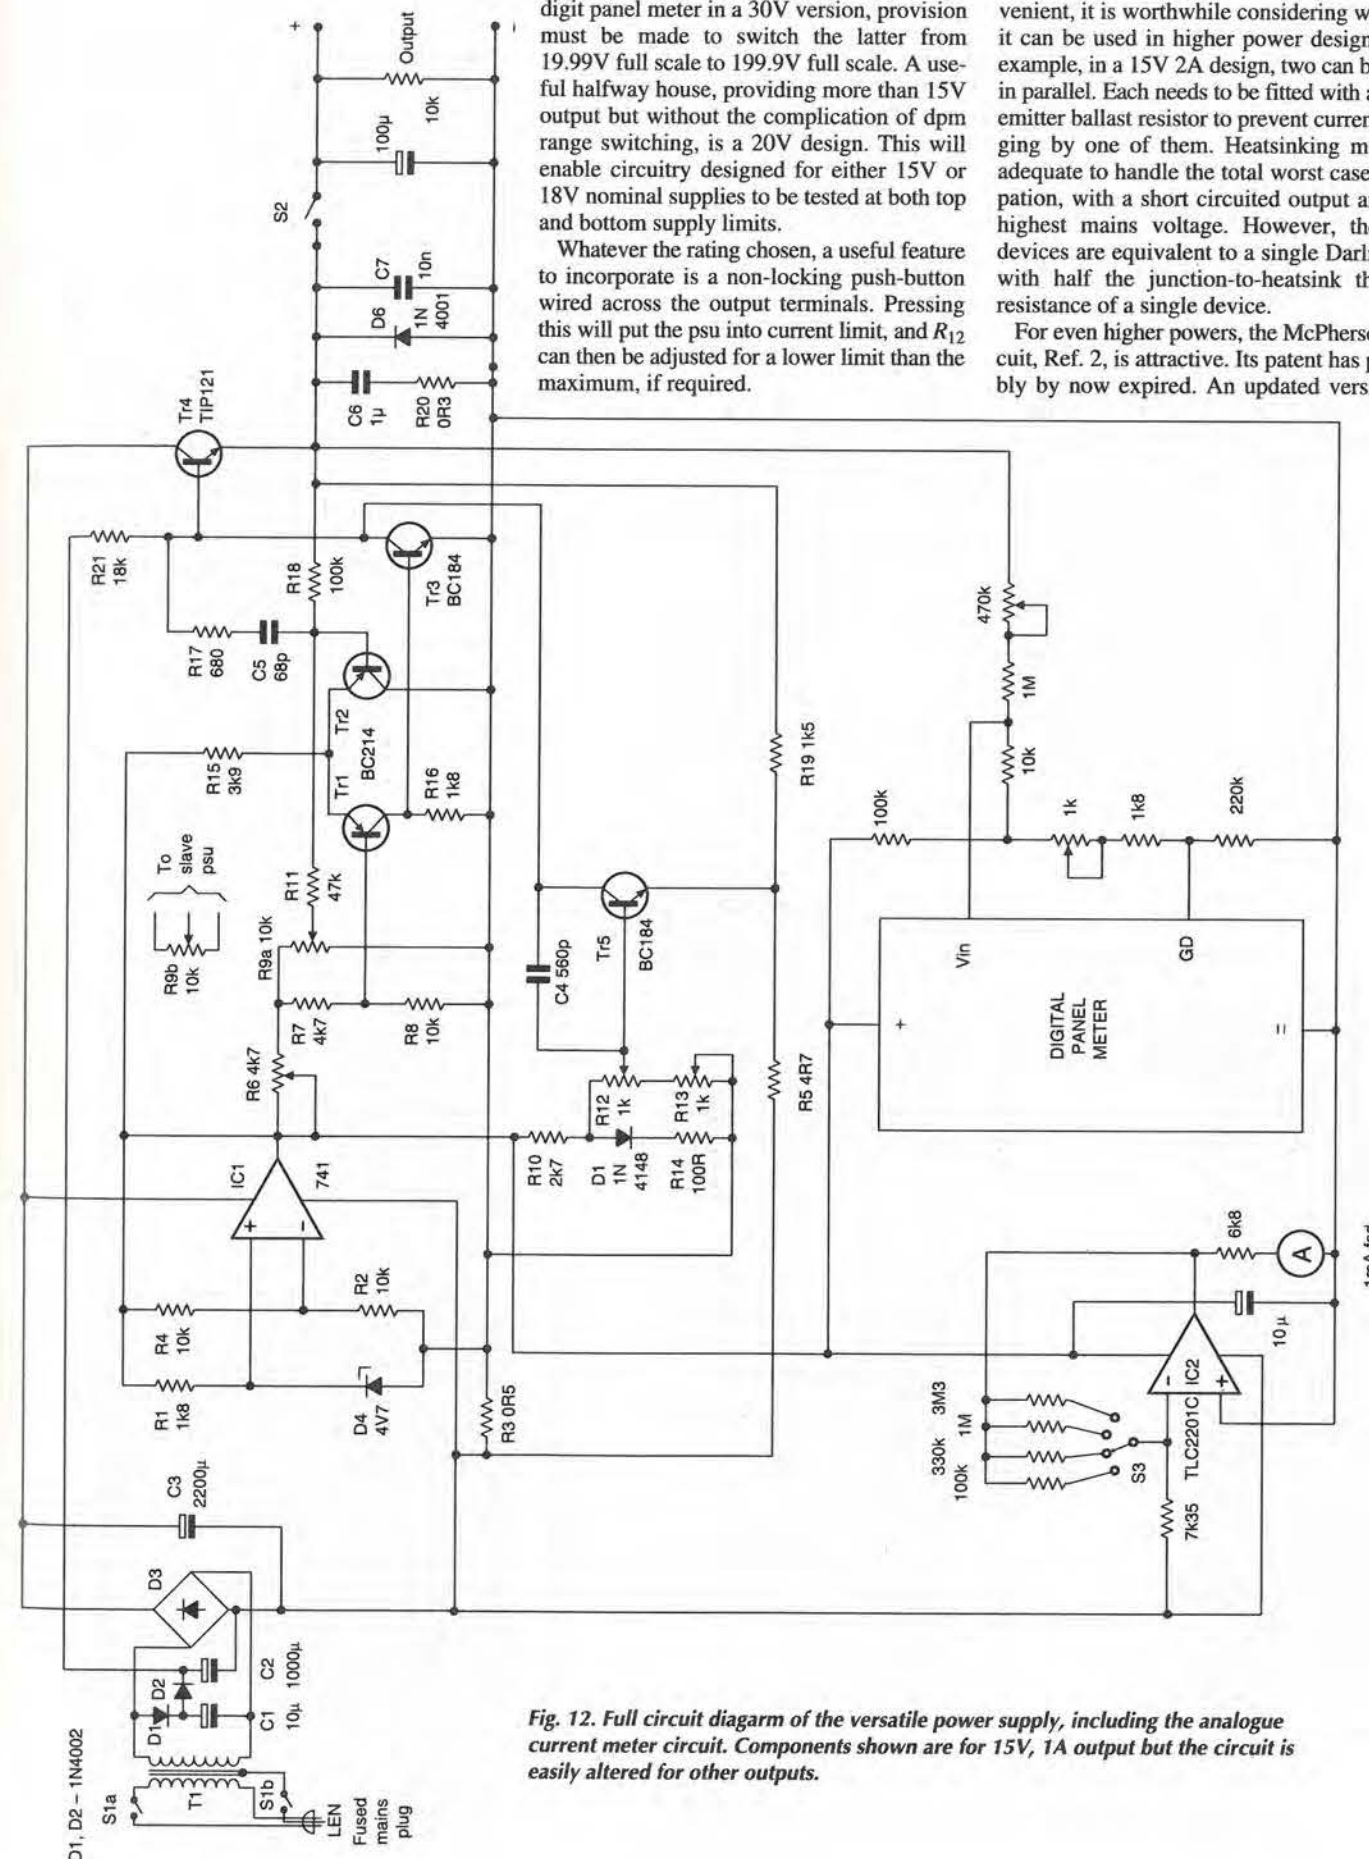 digit panel meter in a 30V version, provision
must be made to switch the latter from
19.99V full scale to 199.9V full scale. A use-
ful halfway house, providing more than 15V
output but without the complication of dpm
range switching, is a 20V design. This will
enable circuitry designed for either 15V or
18V nominal supplies to be tested at both top
and bottom supply limits.
Whatever the rating chosen, a useful feature
to incorporate is a non-locking push-button
wired across the output terminals. Pressing
this will put the psu into current limit, and R12
can then be adjusted for a lower limit than the
maximum, if required.
venient, it is worthwhile considering
it can be used in higher power design
example, in a 15V 2A design, two can b
in parallel. Each needs to be fitted with
emitter ballast resistor to prevent curren
ging by one of them. Heatsinking m
adequate to handle the total worst case
pation, with a short circuited output
highest mains voltage. However, the
devices are equivalent to a single Darl
with half the junction-to-heatsink th
resistance of a single device.
For even higher powers, the McPherso
cuit, Ref. 2, is attractive. Its patent has p
bly by now expired. An updated vers
+
Output
10k
100µ
S2
C7
10n
D6
1N
4001
C6
1µ
R20
0R3
Tr4
TIP121
R21
18k
R18
100k
Tr3
BC184
R17
680
C5
68p
Tr2
BC214
Tr1
R15
3k9
R16
1k8
To
slave
psu
R9b
10k
R11
47k
R9a 10k
R7
4k7
R8
10k
R6 4k7
IC1
741
+
–
R2
10k
R4
10k
R1
1k8
D4
4V7
R3 0R5
C3
2200µ
D3
D2
D1
C2
1000µ
C1
10µ
D1, D2 – 1N4002
S1a
T1
S1b
LEN
Fused
mains
plug
R19 1k5
C4 560p
Tr5
BC184
R5 4R7
R12
1k
R13
1k
R10
2k7
D1
1N
4148
R14
100R
470k
1M
10k
100k
1k
1k8
220k
Vin
GD
+
=
DIGITAL
PANEL
METER
6k8
A
1mA fsd
10µ
IC2
TLC2201C
–
+
3M3
1M
330k
100k
S3
7k35
Fig. 12. Full circuit diagarm of the versatile power supply, including the analogue
current meter circuit. Components shown are for 15V, 1A output but the circuit is
easily altered for other outputs.